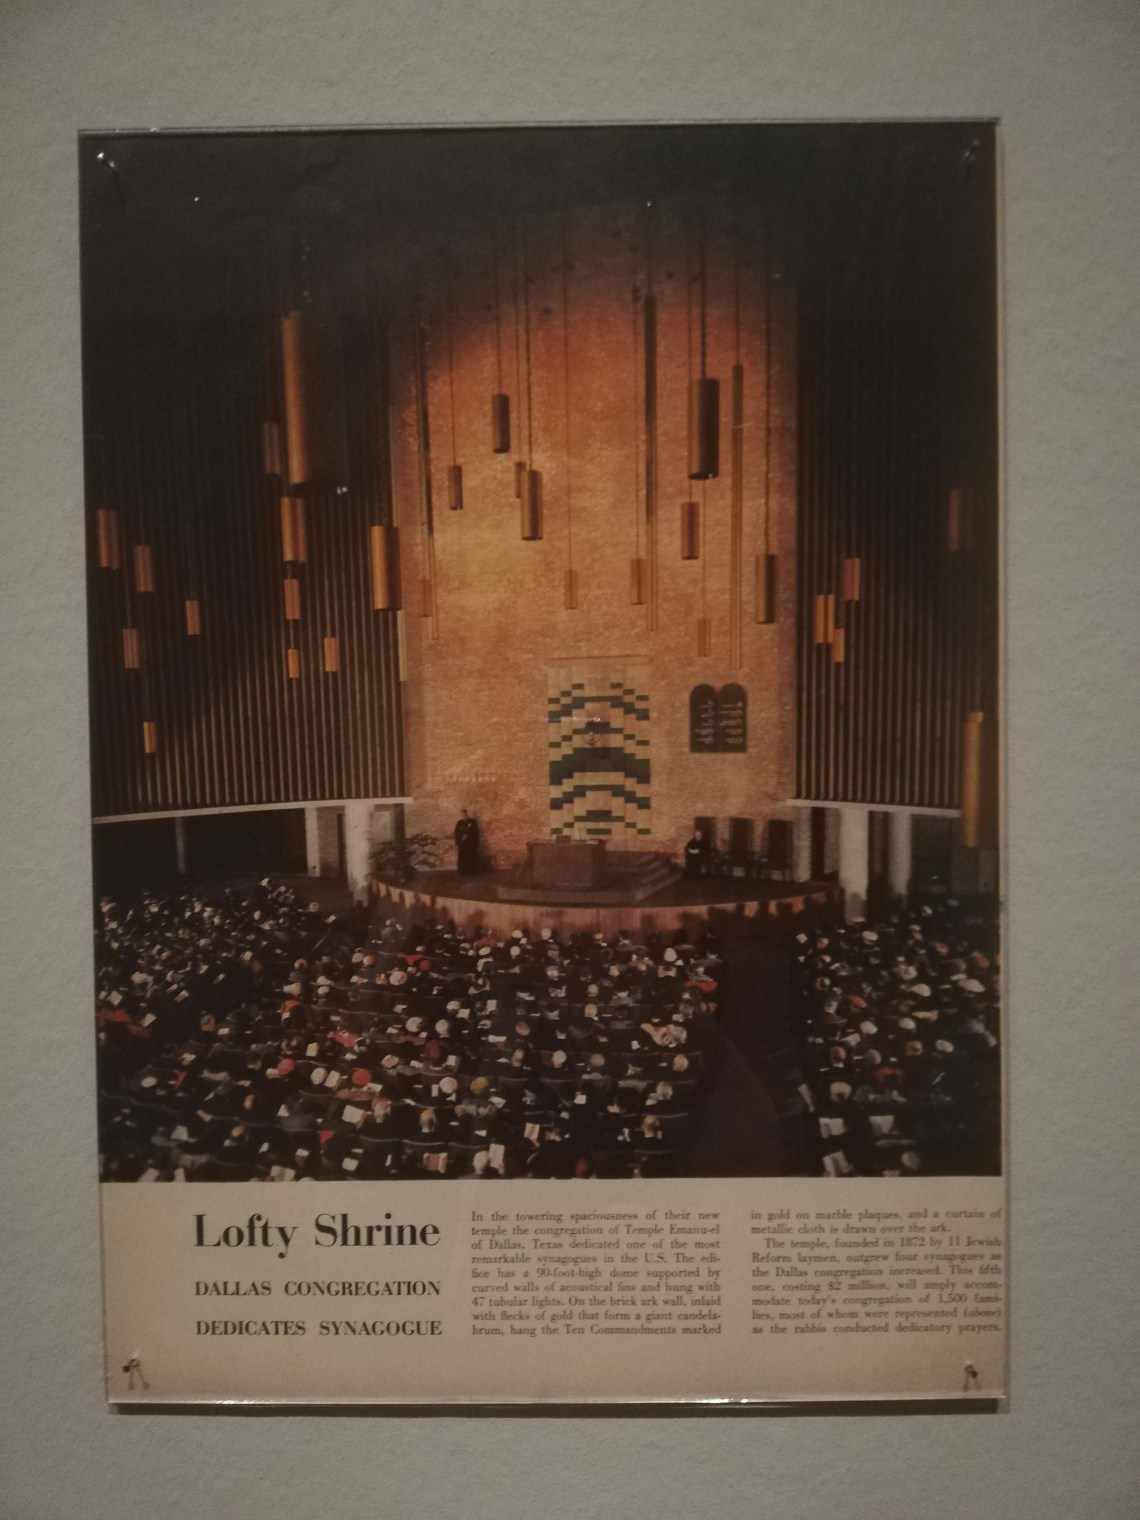 Lofty Shrine
DALLAS CONGREGATION
DEDICATES SYNAGOGUE
In the towering spaciousness of their new
temple the congregation of Temple Emanu-el
of Dallas, Texas dedicated one of the most
remarkable synagogues in the U.S. The edi-
fice has a 90-foot-high dome supported by
curved walls of acoustical fins and hung with
47 tubular lights. On the brick ark wall, inlaid
with flecks of gold that form a giant candela-
brum, hang the Ten Commandments marked
in gold on marble plaques, and a curtain of
metallic cloth is drawn over the ark.
The temple, founded in 1872 by 11 Jewish
Reform laymen, outgrew four synagogues as
the Dallas congregation increased. This fifth
one, costing $2 million, will amply accom-
modate today's congregation of 1,500 fami-
lies, most of whom were represented (above)
as the rabbis conducted dedicatory prayers.